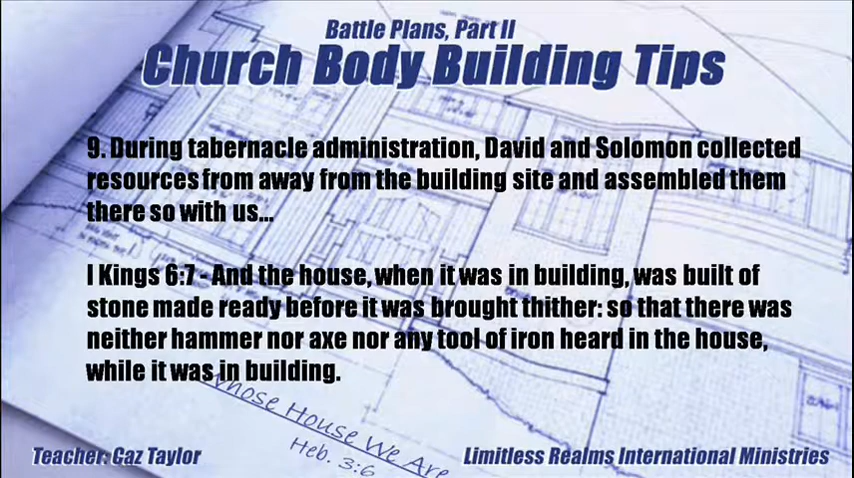 Battle Plans, Part II
Church Body Building Tips
9. During tabernacle administration, David and Solomon collected
resources from away from the building site and assembled them
there so with us...
I Kings 6:7 - And the house, when it was in building, was built of
stone made ready before it was brought thither: so that there was
neither hammer nor axe nor any tool of iron heard in the house,
while it was in building.
Whose House We Are
Heb. 3:6
Teacher: Caz Taylor
Limitless Realms International Ministries